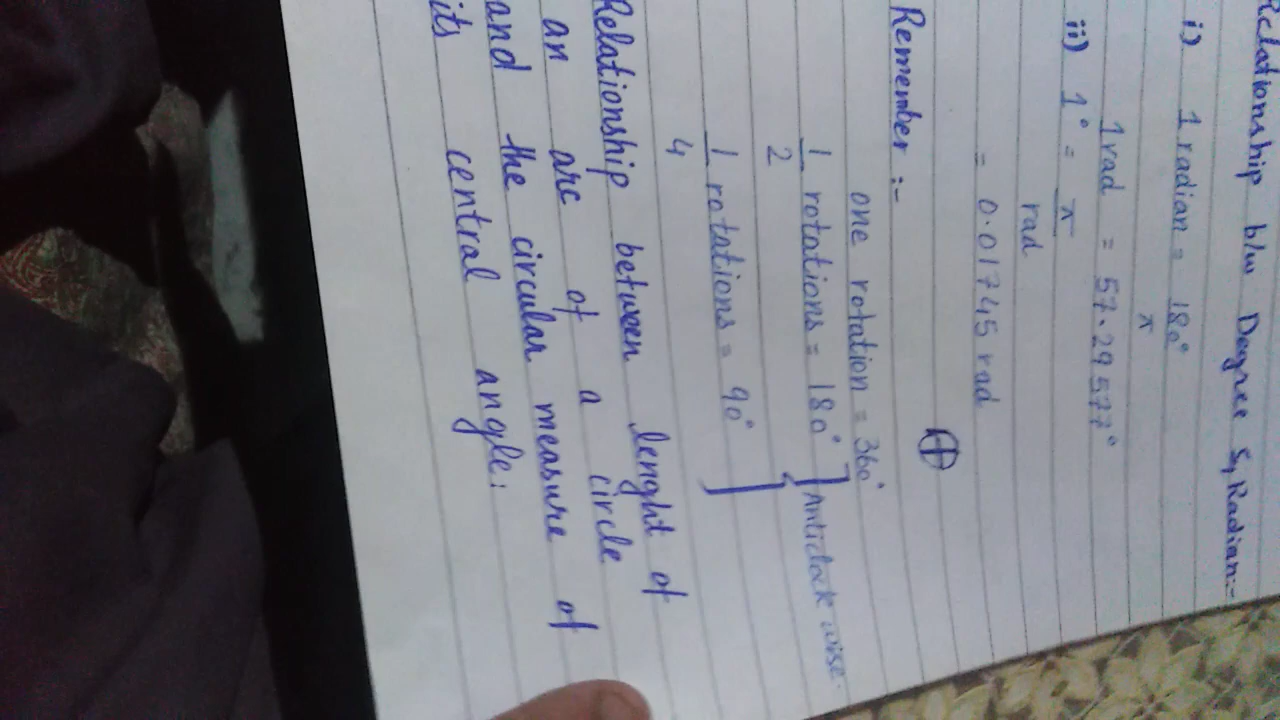 Relationship b/w Degree & Radian:-
i) 1 radian = 180°
π
1 rad = 57.29577°
ii) 1° = π
rad
= 0.01745 rad
⊕
Remember :-
one rotation = 360°
1 rotations = 180° ] Anticlock wise.
2
1 rotations = 90° ]
4
Relationship between lenght of
an arc of a circle
and the circular measure of
its central angle: